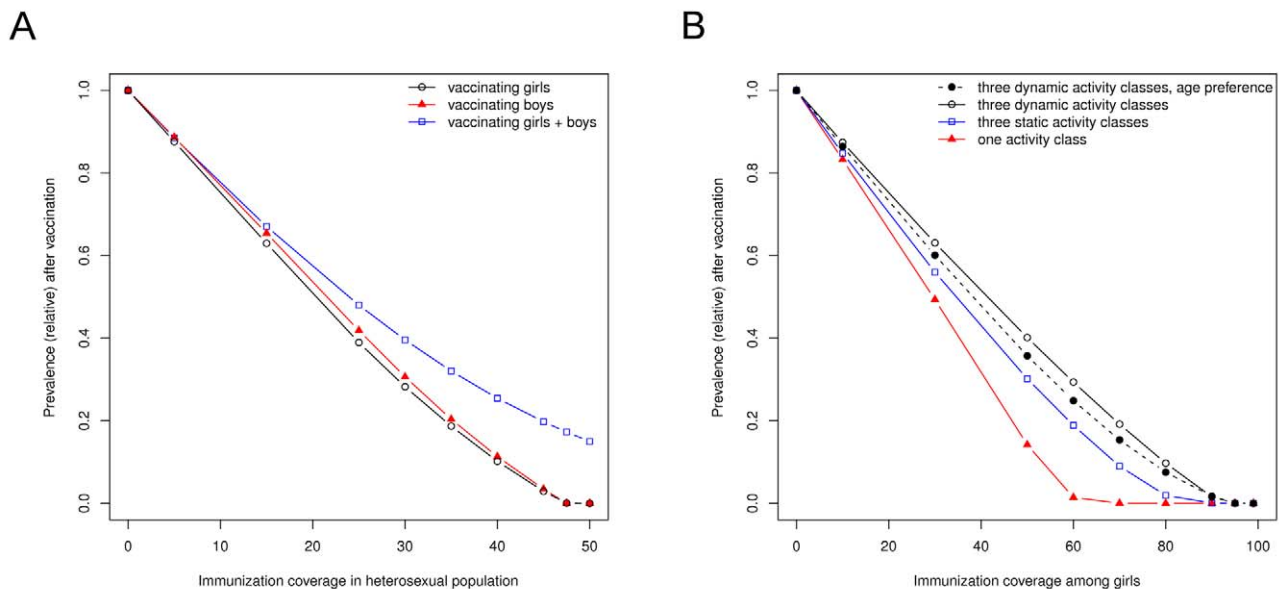 A
vaccinating girls
vaccinating boys
vaccinating girls + boys
Prevalence (relative) after vaccination
1.0
0.8
0.6
0.4
0.2
0.0
0 10 20 30 40 50
Immunization coverage in heterosexual population
B
three dynamic activity classes, age preference
three dynamic activity classes
three static activity classes
one activity class
Prevalence (relative) after vaccination
1.0
0.8
0.6
0.4
0.2
0.0
0 20 40 60 80 100
Immunization coverage among girls